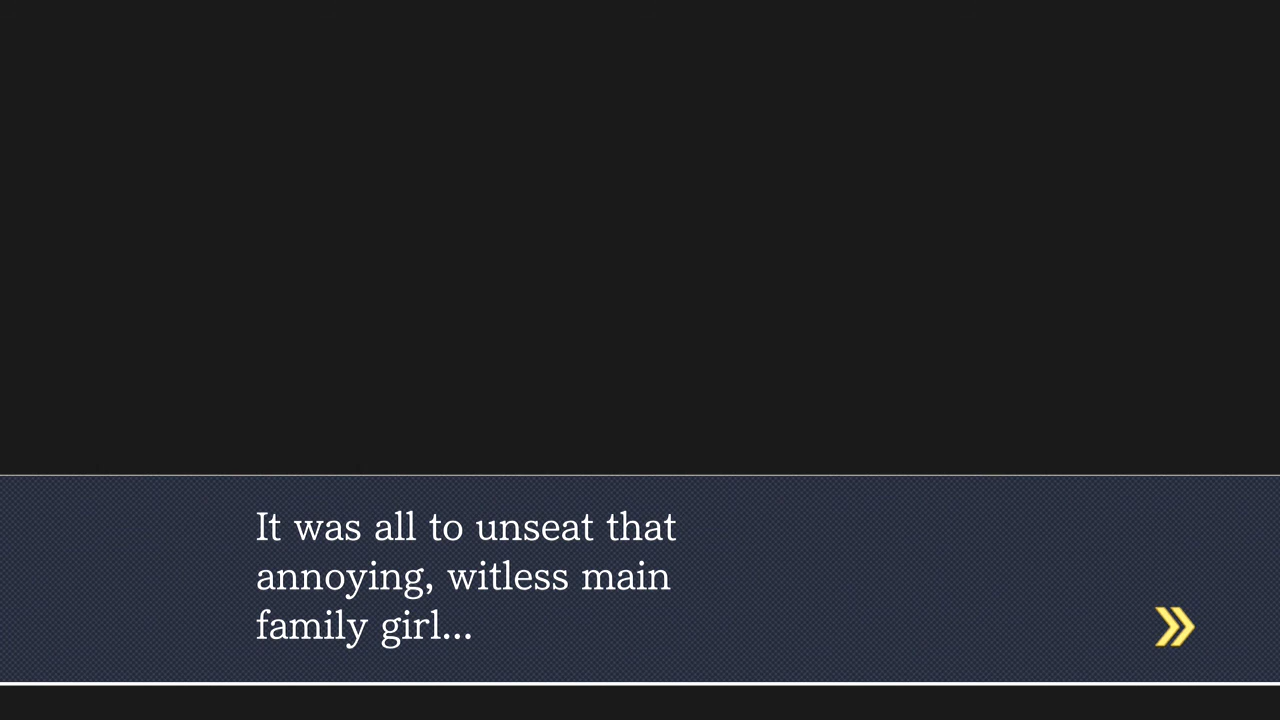 It was all to unseat that
annoying, witless main
family girl...